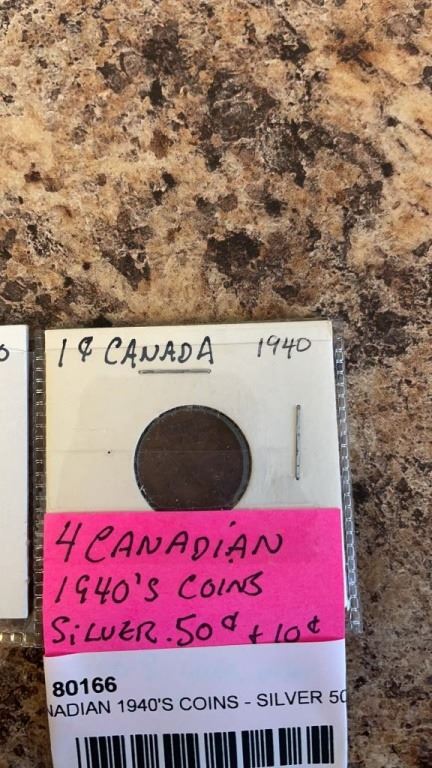 1¢ CANADA 1940
4 CANADIAN
1940's COINS
SILVER .50¢ + 10¢
80166
NADIAN 1940'S COINS - SILVER 50